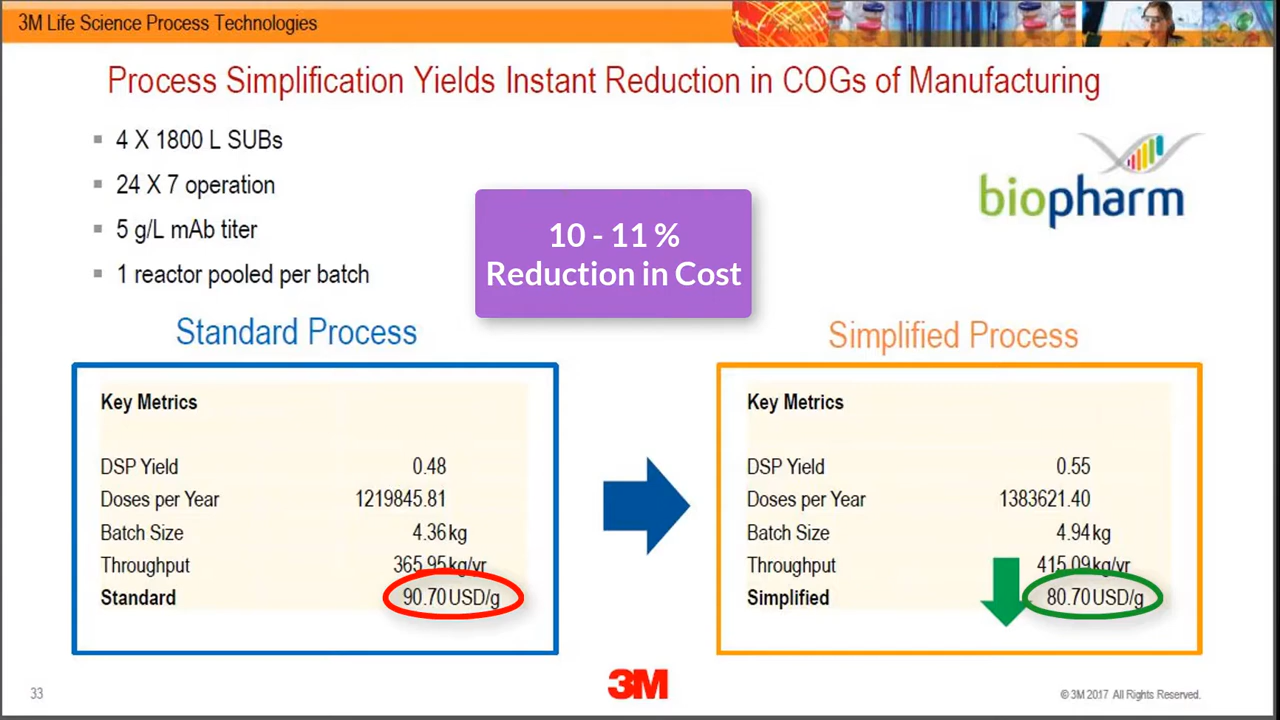 3M Life Science Process Technologies
Process Simplification Yields Instant Reduction in COGs of Manufacturing
4 X 1800 L SUBs
24 X 7 operation
5 g/L mAb titer
1 reactor pooled per batch
10 - 11 %
Reduction in Cost
biopharm
Standard Process
Key Metrics
DSP Yield 0.48
Doses per Year 1219845.81
Batch Size 4.36 kg
Throughput 365.95 kg/yr
Standard 90.70 USD/g
Simplified Process
Key Metrics
DSP Yield 0.55
Doses per Year 1383621.40
Batch Size 4.94 kg
Throughput 415.09 kg/yr
Simplified 80.70 USD/g
33
3M
© 3M 2017 All Rights Reserved.